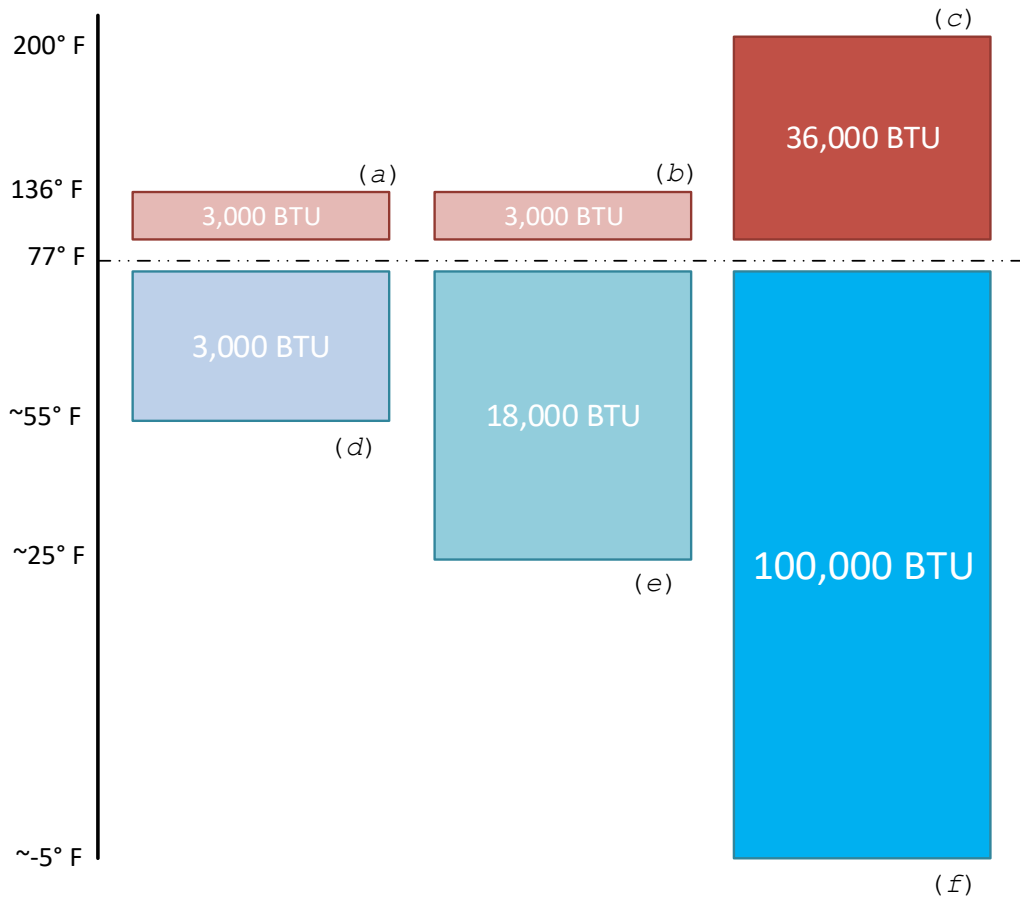 (c)
200° F
36,000 BTU
(a)
(b)
136° F
3,000 BTU
3,000 BTU
77° F
3,000 BTU
~55° F
18,000 BTU
(d)
~25° F
100,000 BTU
(e)
~-5° F
(f)